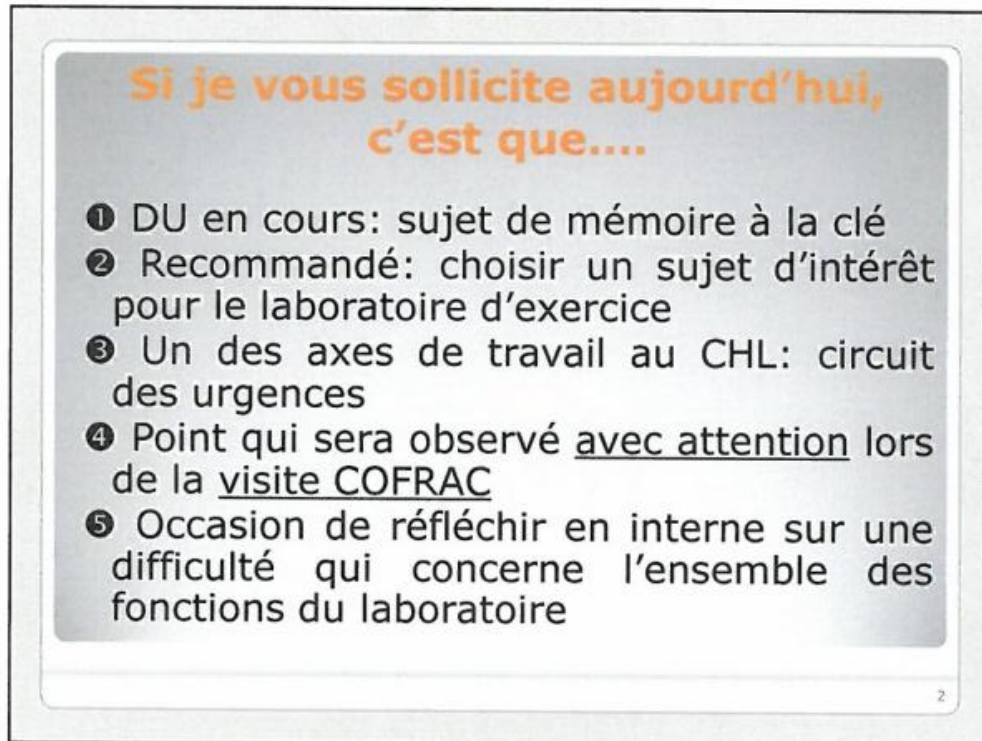 Si je vous sollicite aujourd'hui,
c'est que....
❶ DU en cours: sujet de mémoire à la clé
❷ Recommandé: choisir un sujet d'intérêt
pour le laboratoire d'exercice
❸ Un des axes de travail au CHL: circuit
des urgences
❹ Point qui sera observé avec attention lors
de la visite COFRAC
❺ Occasion de réfléchir en interne sur une
difficulté qui concerne l'ensemble des
fonctions du laboratoire
2